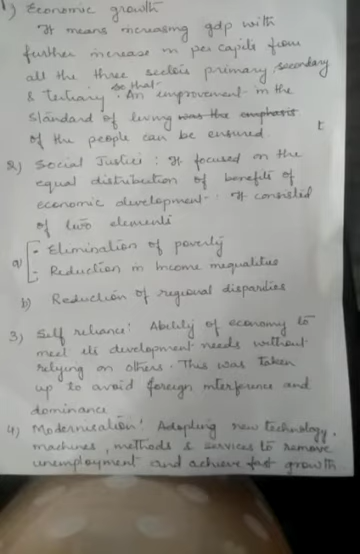 1) Economic growth
It means increasing gdp with
further increase in per capita from
all the three sectors primary, secondary
& Tertiary so that An improvement in the
standard of living was the emphasis
of the people can be ensured. t
2) Social Justice : It focused on the
equal distribution of benefits of
economic development. It consisted
of two elements
a) - Elimination of poverty
- Reduction in Income inequalities
b) Reduction of regional disparities
3) Self reliance: Ability of economy to
meet its development needs without
relying on others. This was taken
up to avoid foreign interference and
dominance
4) Modernisation: Adopting new technology,
machines, methods & services to remove
unemployment and achieve fast growth